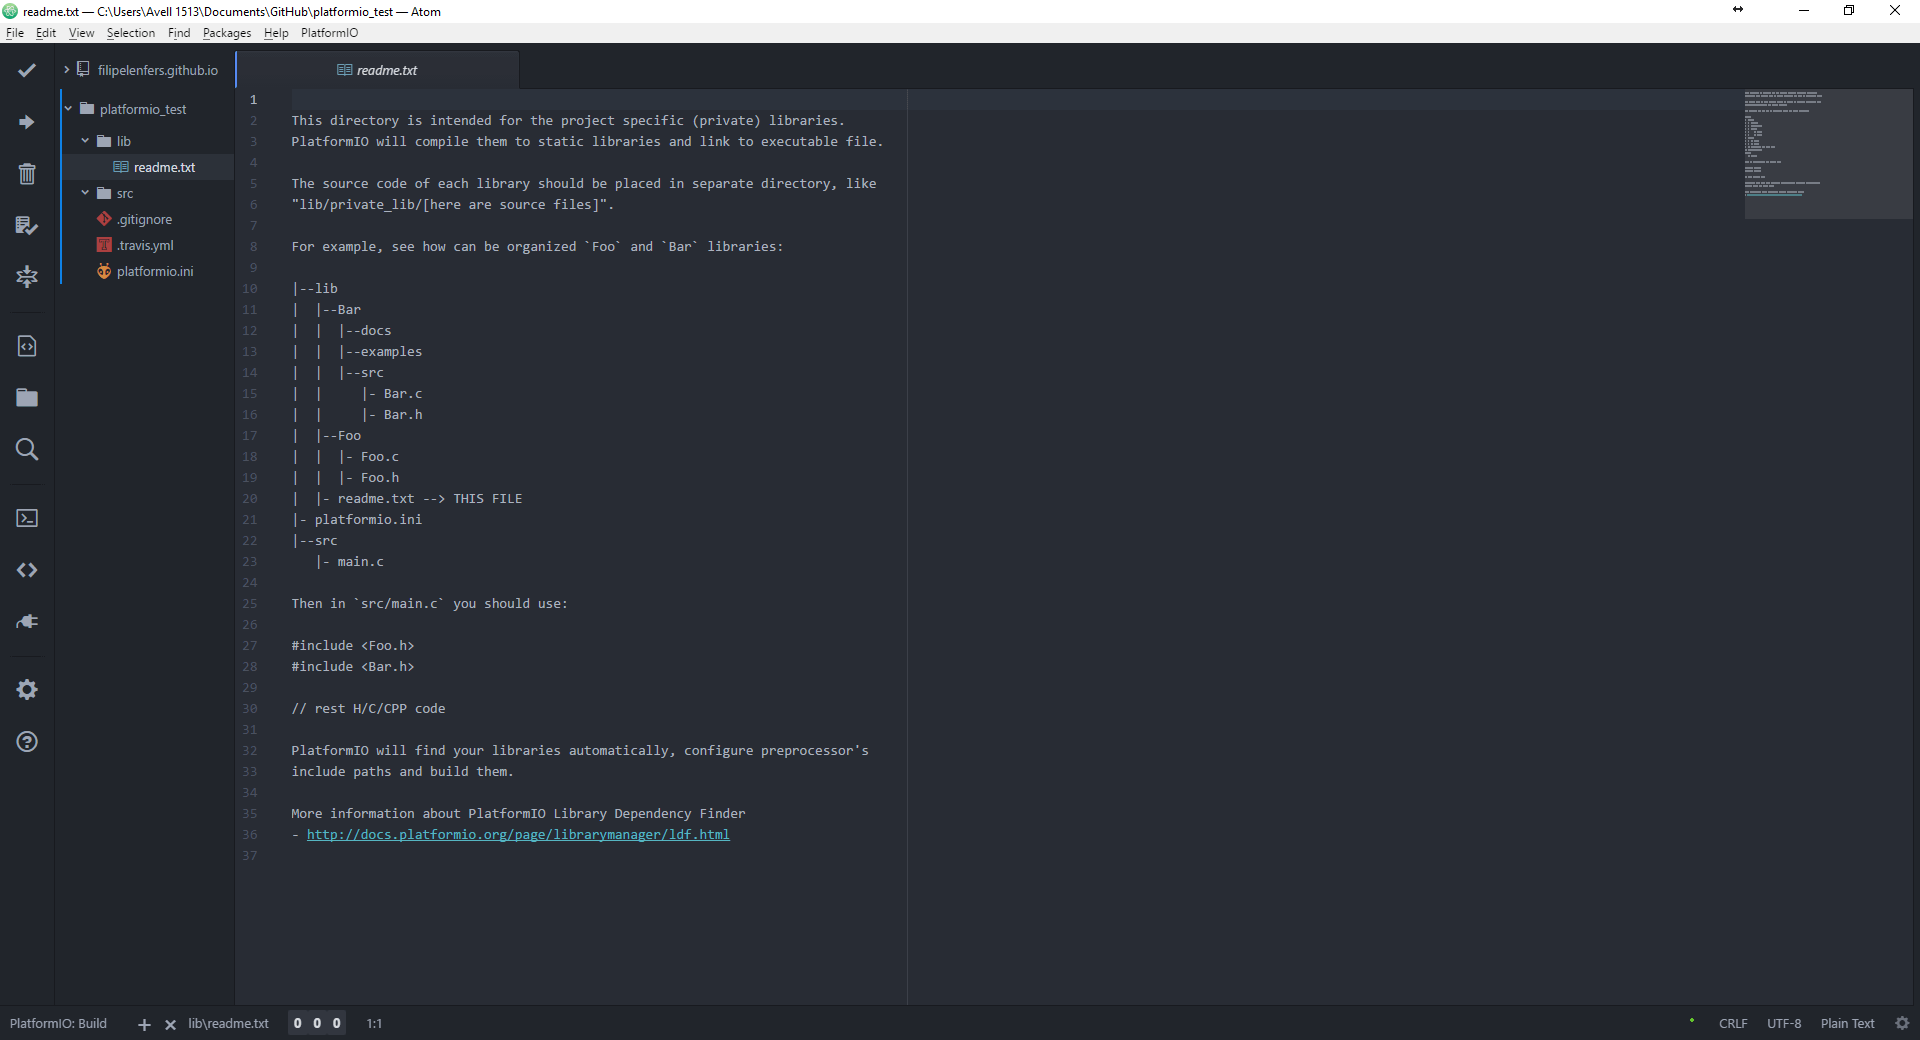 readme.txt — C:\Users\Avell 1513\Documents\GitHub\platformio_test — Atom
File Edit View Selection Find Packages Help PlatformIO
filipelenfers.github.io
platformio_test
lib
readme.txt
src
.gitignore
.travis.yml
platformio.ini
readme.txt
1
2 This directory is intended for the project specific (private) libraries.
3 PlatformIO will compile them to static libraries and link to executable file.
4
5 The source code of each library should be placed in separate directory, like
6 "lib/private_lib/[here are source files]".
7
8 For example, see how can be organized `Foo` and `Bar` libraries:
9
10 |--lib
11 |  |--Bar
12 |  |  |--docs
13 |  |  |--examples
14 |  |  |--src
15 |  |     |- Bar.c
16 |  |     |- Bar.h
17 |  |--Foo
18 |  |  |- Foo.c
19 |  |  |- Foo.h
20 |  |- readme.txt --> THIS FILE
21 |- platformio.ini
22 |--src
23    |- main.c
24
25 Then in `src/main.c` you should use:
26
27 #include <Foo.h>
28 #include <Bar.h>
29
30 // rest H/C/CPP code
31
32 PlatformIO will find your libraries automatically, configure preprocessor's
33 include paths and build them.
34
35 More information about PlatformIO Library Dependency Finder
36 - http://docs.platformio.org/page/librarymanager/ldf.html
37
PlatformIO: Build lib\readme.txt 0 0 0 1:1 CRLF UTF-8 Plain Text